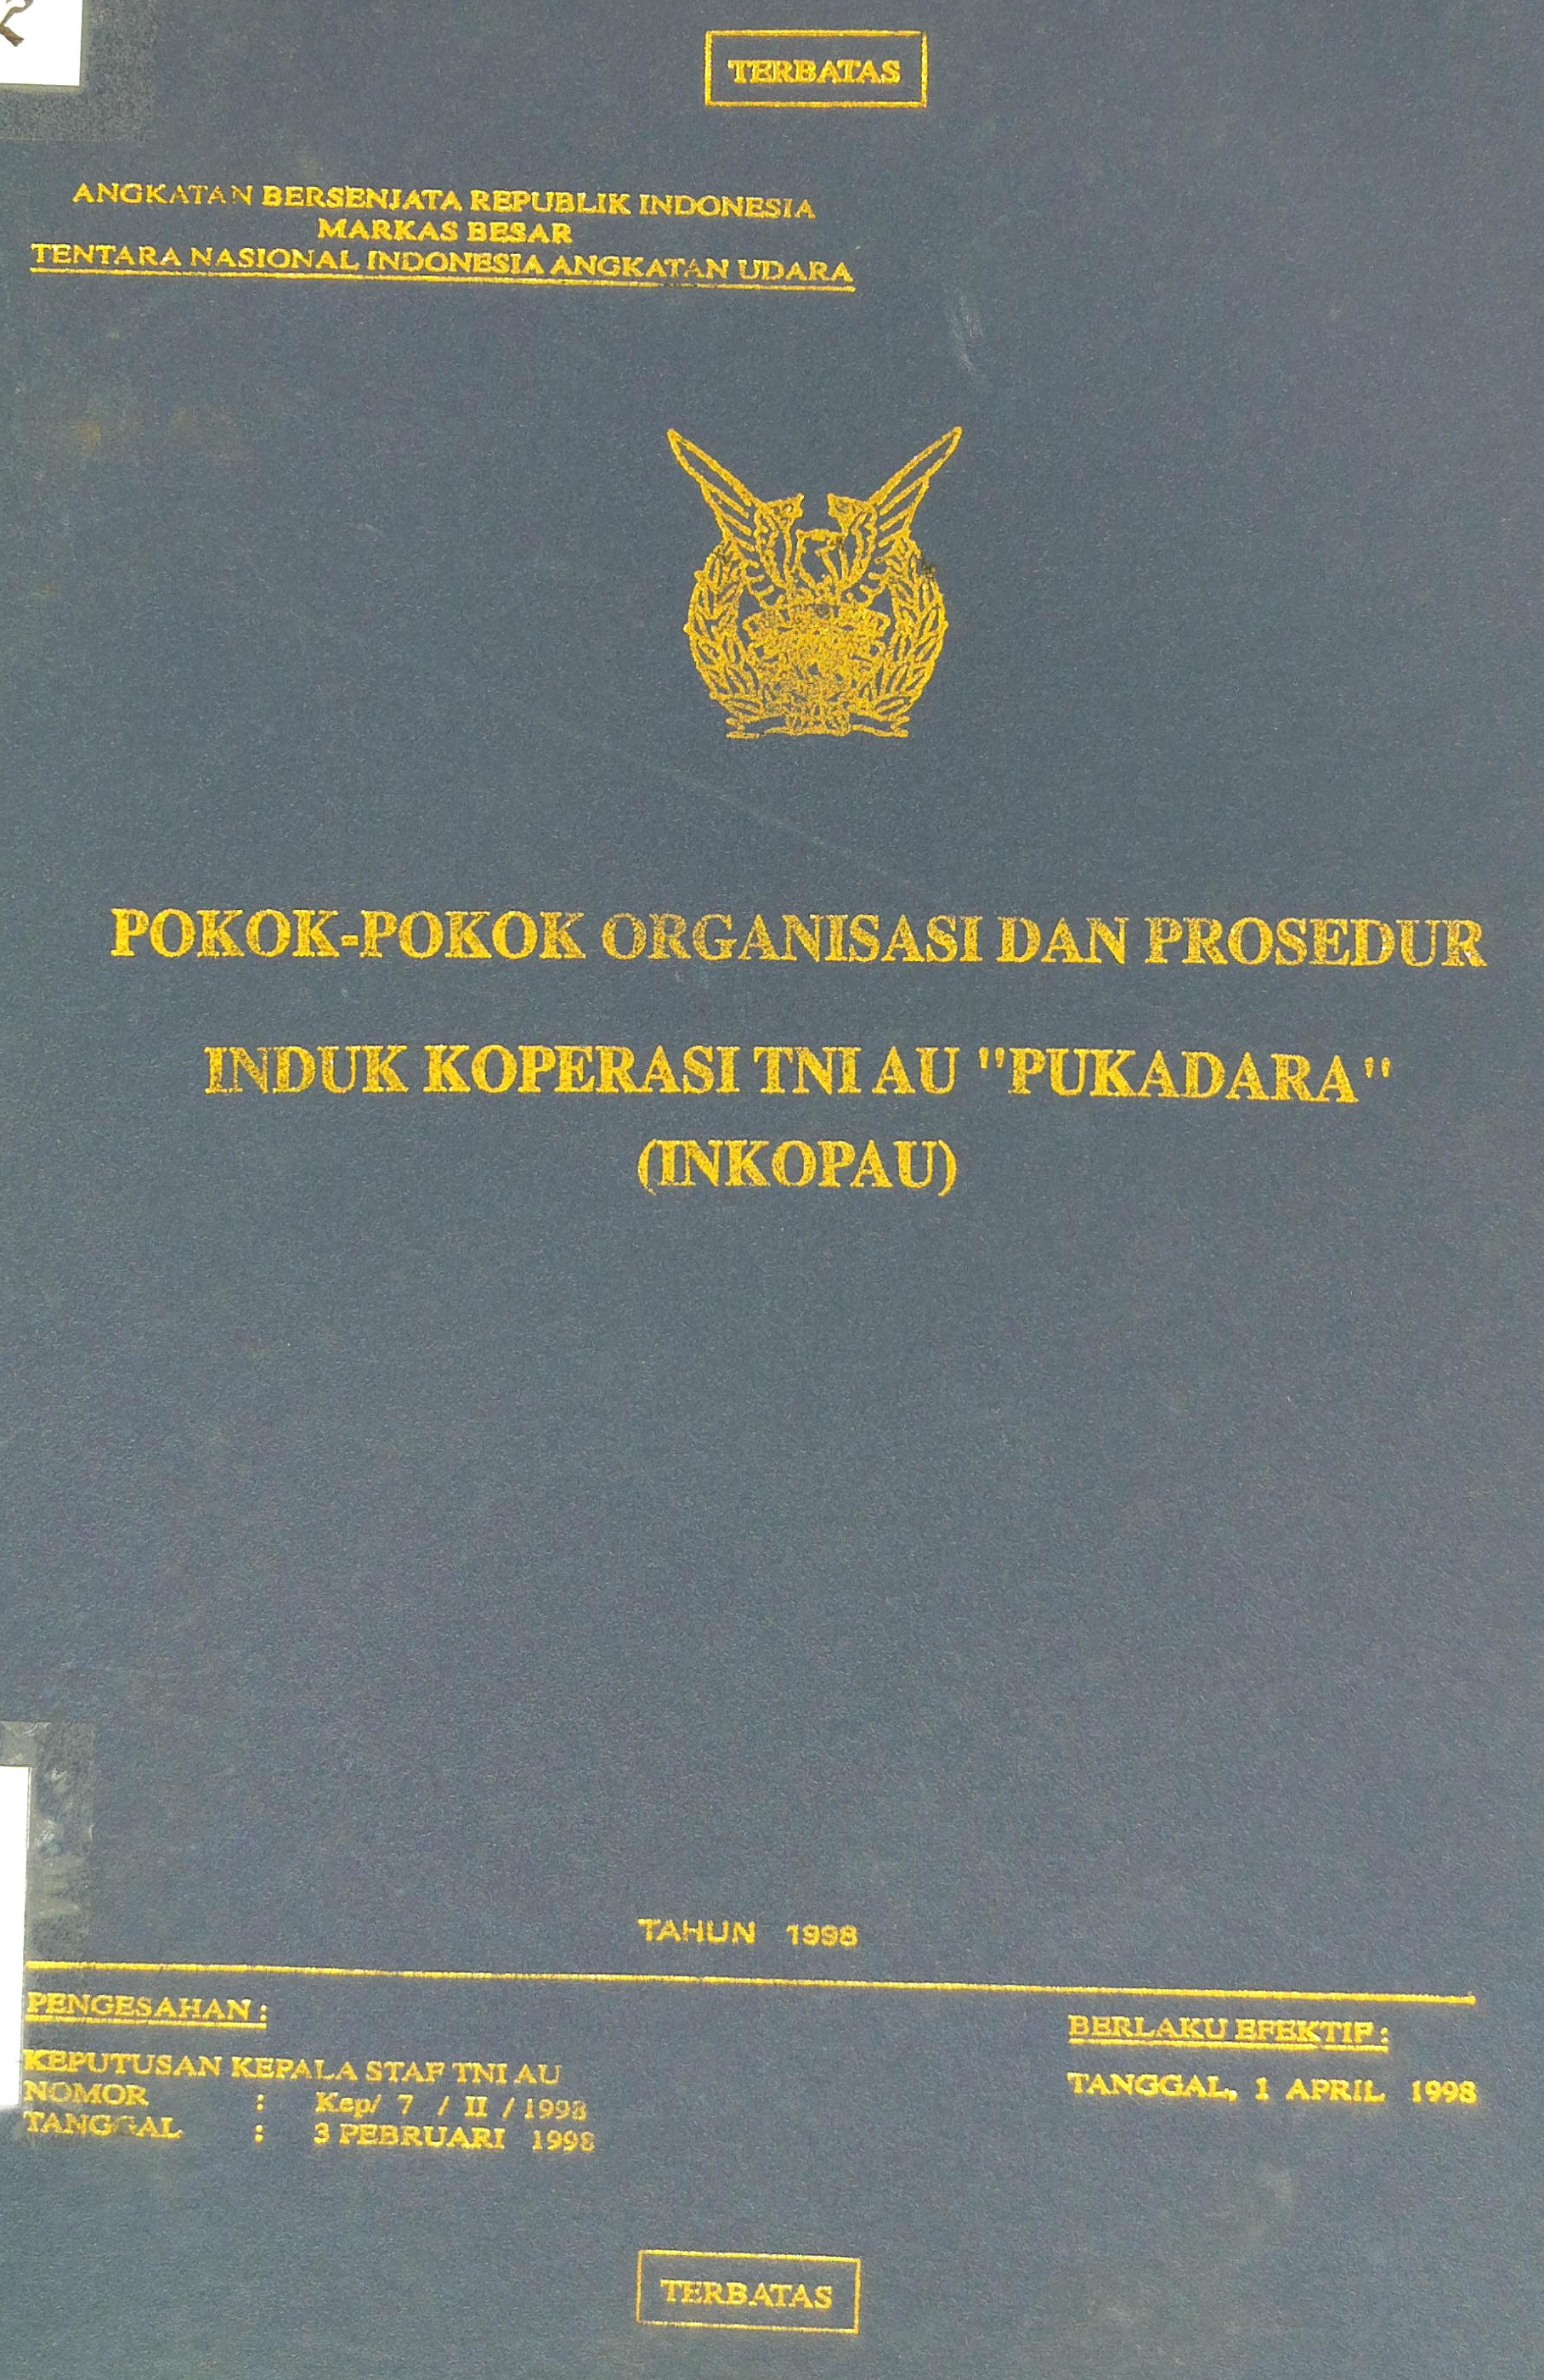 TERBATAS
ANGKATAN BERSENJATA REPUBLIK INDONESIA
MARKAS BESAR
TENTARA NASIONAL INDONESIA ANGKATAN UDARA
POKOK-POKOK ORGANISASI DAN PROSEDUR
INDUK KOPERASI TNI AU "PUKADARA"
(INKOPAU)
TAHUN 1998
PENGESAHAN :
KEPUTUSAN KEPALA STAF TNI AU
NOMOR : Kep/ 7 / II / 1998
TANGGAL : 3 PEBRUARI 1998
BERLAKU EFEKTIF :
TANGGAL, 1 APRIL 1998
TERBATAS